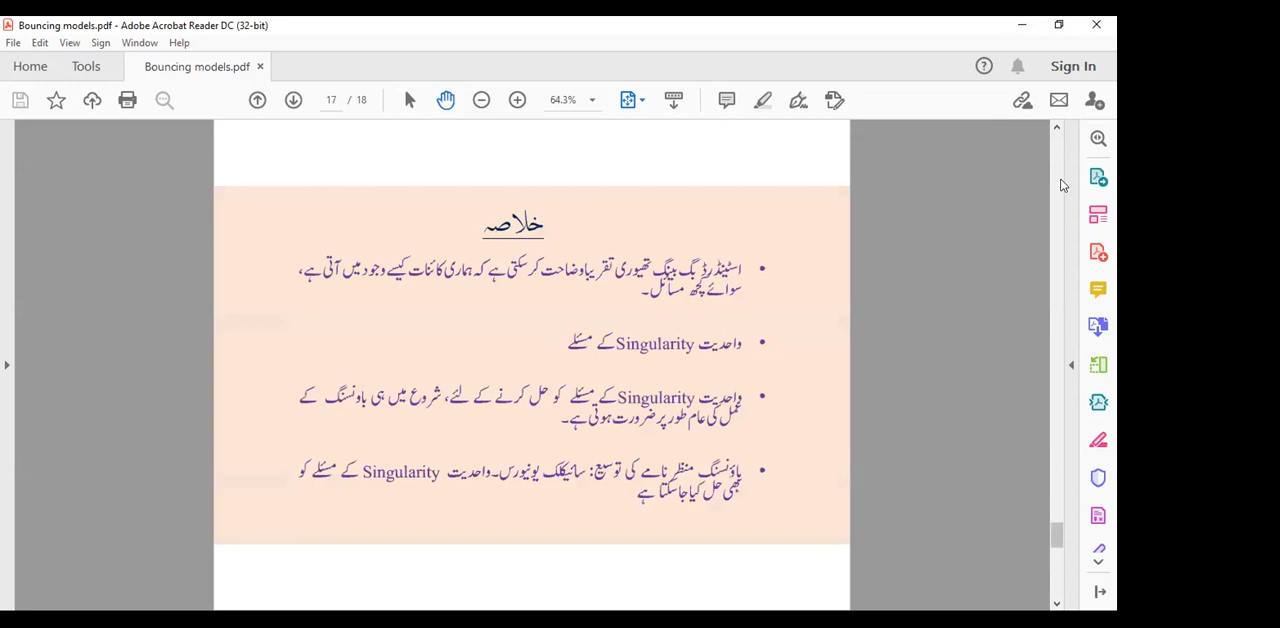 Bouncing models.pdf - Adobe Acrobat Reader DC (32-bit)
File Edit View Sign Window Help
Home Tools Bouncing models.pdf × Sign In
17 / 18 64.3%
خلاصہ
• اسٹینڈرڈ بگ بینگ تھیوری تقریبا وضاحت کر سکتی ہے کہ ہماری کائنات کیسے وجود میں آتی ہے،
سوائے کچھ مسائل۔
• واحدیت Singularity کے مسئلے
• واحدیت Singularity کے مسئلے کو حل کرنے کے لئے، شروع میں ہی باونسنگ کے
عمل کی عام طور پر ضرورت ہوتی ہے۔
• باؤنسنگ منظر نامے کی توسیع: سائیکلک یونیورس۔ واحدیت Singularity کے مسئلے کو
بھی حل کیا جا سکتا ہے